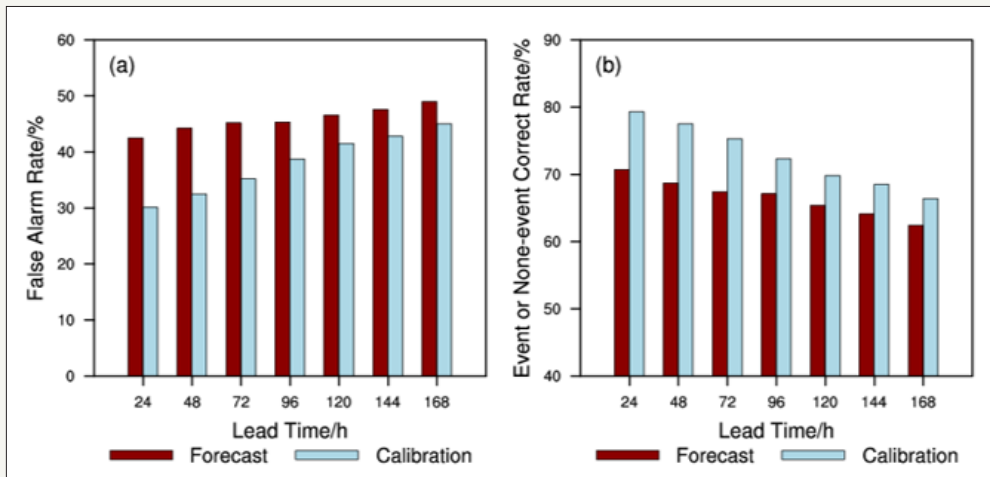 (a)
False Alarm Rate/%
60
50
40
30
20
10
0
24 48 72 96 120 144 168
Lead Time/h
Forecast Calibration
(b)
Event or None-event Correct Rate/%
90
80
70
60
50
40
24 48 72 96 120 144 168
Lead Time/h
Forecast Calibration